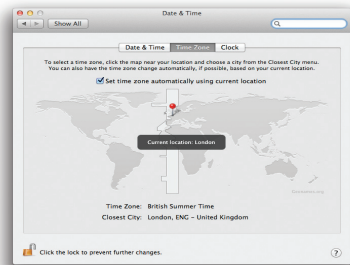 Date & Time
Show All
Date & Time
Time Zone
Clock
To select a time zone, click the map near your location and choose a city from the Closest City menu.
You can also have the time zone change automatically, if possible, based on your current location.
Set time zone automatically using current location
Current location: London
Geonames.org
Time Zone: British Summer Time
Closest City: London, ENG - United Kingdom
Click the lock to prevent further changes.
?